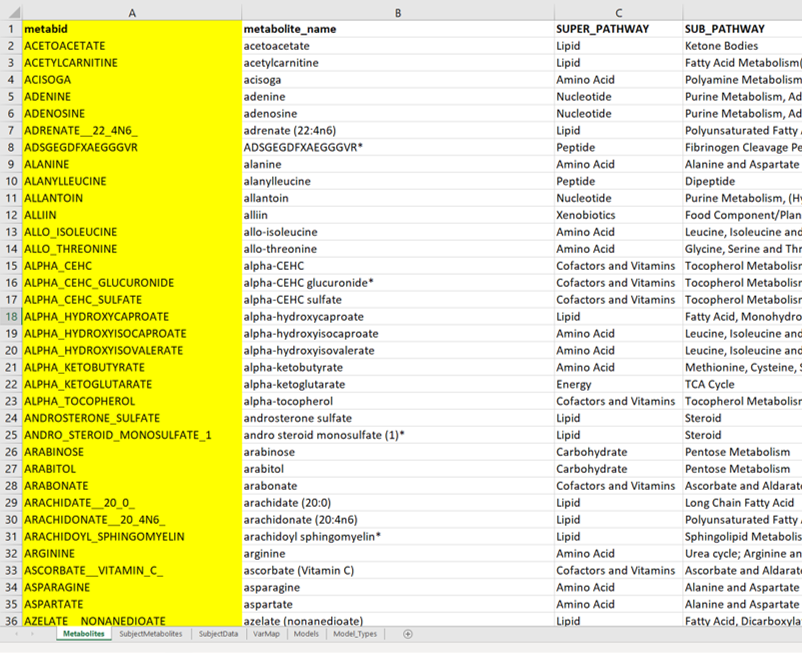 A B C
1 metabid metabolite_name SUPER_PATHWAY SUB_PATHWAY
2 ACETOACETATE acetoacetate Lipid Ketone Bodies
3 ACETYLCARNITINE acetylcarnitine Lipid Fatty Acid Metabolism(
4 ACISOGA acisoga Amino Acid Polyamine Metabolism
5 ADENINE adenine Nucleotide Purine Metabolism, Ad
6 ADENOSINE adenosine Nucleotide Purine Metabolism, Ad
7 ADRENATE__22_4N6_ adrenate (22:4n6) Lipid Polyunsaturated Fatty
8 ADSGEGDFXAEGGGVR ADSGEGDFXAEGGGVR* Peptide Fibrinogen Cleavage Pe
9 ALANINE alanine Amino Acid Alanine and Aspartate
10 ALANYLLEUCINE alanylleucine Peptide Dipeptide
11 ALLANTOIN allantoin Nucleotide Purine Metabolism, (Hy
12 ALLIIN alliin Xenobiotics Food Component/Plan
13 ALLO_ISOLEUCINE allo-isoleucine Amino Acid Leucine, Isoleucine and
14 ALLO_THREONINE allo-threonine Amino Acid Glycine, Serine and Thr
15 ALPHA_CEHC alpha-CEHC Cofactors and Vitamins Tocopherol Metabolisr
16 ALPHA_CEHC_GLUCURONIDE alpha-CEHC glucuronide* Cofactors and Vitamins Tocopherol Metabolisr
17 ALPHA_CEHC_SULFATE alpha-CEHC sulfate Cofactors and Vitamins Tocopherol Metabolisr
18 ALPHA_HYDROXYCAPROATE alpha-hydroxycaproate Lipid Fatty Acid, Monohydro
19 ALPHA_HYDROXYISOCAPROATE alpha-hydroxyisocaproate Amino Acid Leucine, Isoleucine and
20 ALPHA_HYDROXYISOVALERATE alpha-hydroxyisovalerate Amino Acid Leucine, Isoleucine and
21 ALPHA_KETOBUTYRATE alpha-ketobutyrate Amino Acid Methionine, Cysteine, S
22 ALPHA_KETOGLUTARATE alpha-ketoglutarate Energy TCA Cycle
23 ALPHA_TOCOPHEROL alpha-tocopherol Cofactors and Vitamins Tocopherol Metabolisr
24 ANDROSTERONE_SULFATE androsterone sulfate Lipid Steroid
25 ANDRO_STEROID_MONOSULFATE_1 andro steroid monosulfate (1)* Lipid Steroid
26 ARABINOSE arabinose Carbohydrate Pentose Metabolism
27 ARABITOL arabitol Carbohydrate Pentose Metabolism
28 ARABONATE arabonate Cofactors and Vitamins Ascorbate and Aldarat
29 ARACHIDATE__20_0_ arachidate (20:0) Lipid Long Chain Fatty Acid
30 ARACHIDONATE__20_4N6_ arachidonate (20:4n6) Lipid Polyunsaturated Fatty
31 ARACHIDOYL_SPHINGOMYELIN arachidoyl sphingomyelin* Lipid Sphingolipid Metabolis
32 ARGININE arginine Amino Acid Urea cycle; Arginine an
33 ASCORBATE__VITAMIN_C_ ascorbate (Vitamin C) Cofactors and Vitamins Ascorbate and Aldarat
34 ASPARAGINE asparagine Amino Acid Alanine and Aspartate
35 ASPARTATE aspartate Amino Acid Alanine and Aspartate
36 AZELATE__NONANEDIOATE azelate (nonanedioate) Lipid Fatty Acid, Dicarboxyla
Metabolites SubjectMetabolites SubjectData VarMap Models Model_Types